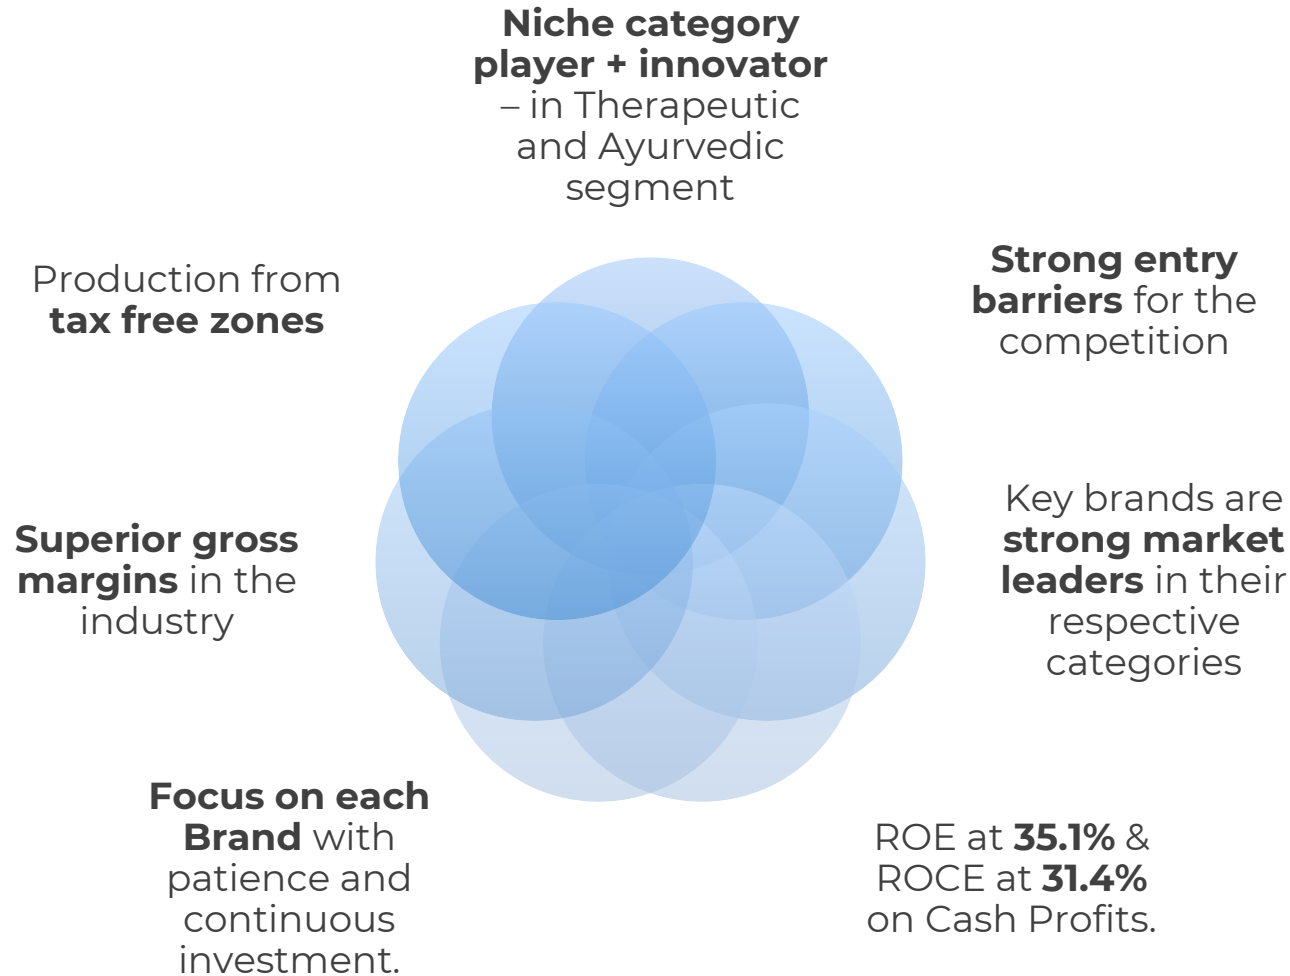 Niche category
player + innovator
– in Therapeutic
and Ayurvedic
segment
Strong entry
barriers for the
competition
Key brands are
strong market
leaders in their
respective
categories
ROE at 35.1% &
ROCE at 31.4%
on Cash Profits.
Focus on each
Brand with
patience and
continuous
investment.
Superior gross
margins in the
industry
Production from
tax free zones